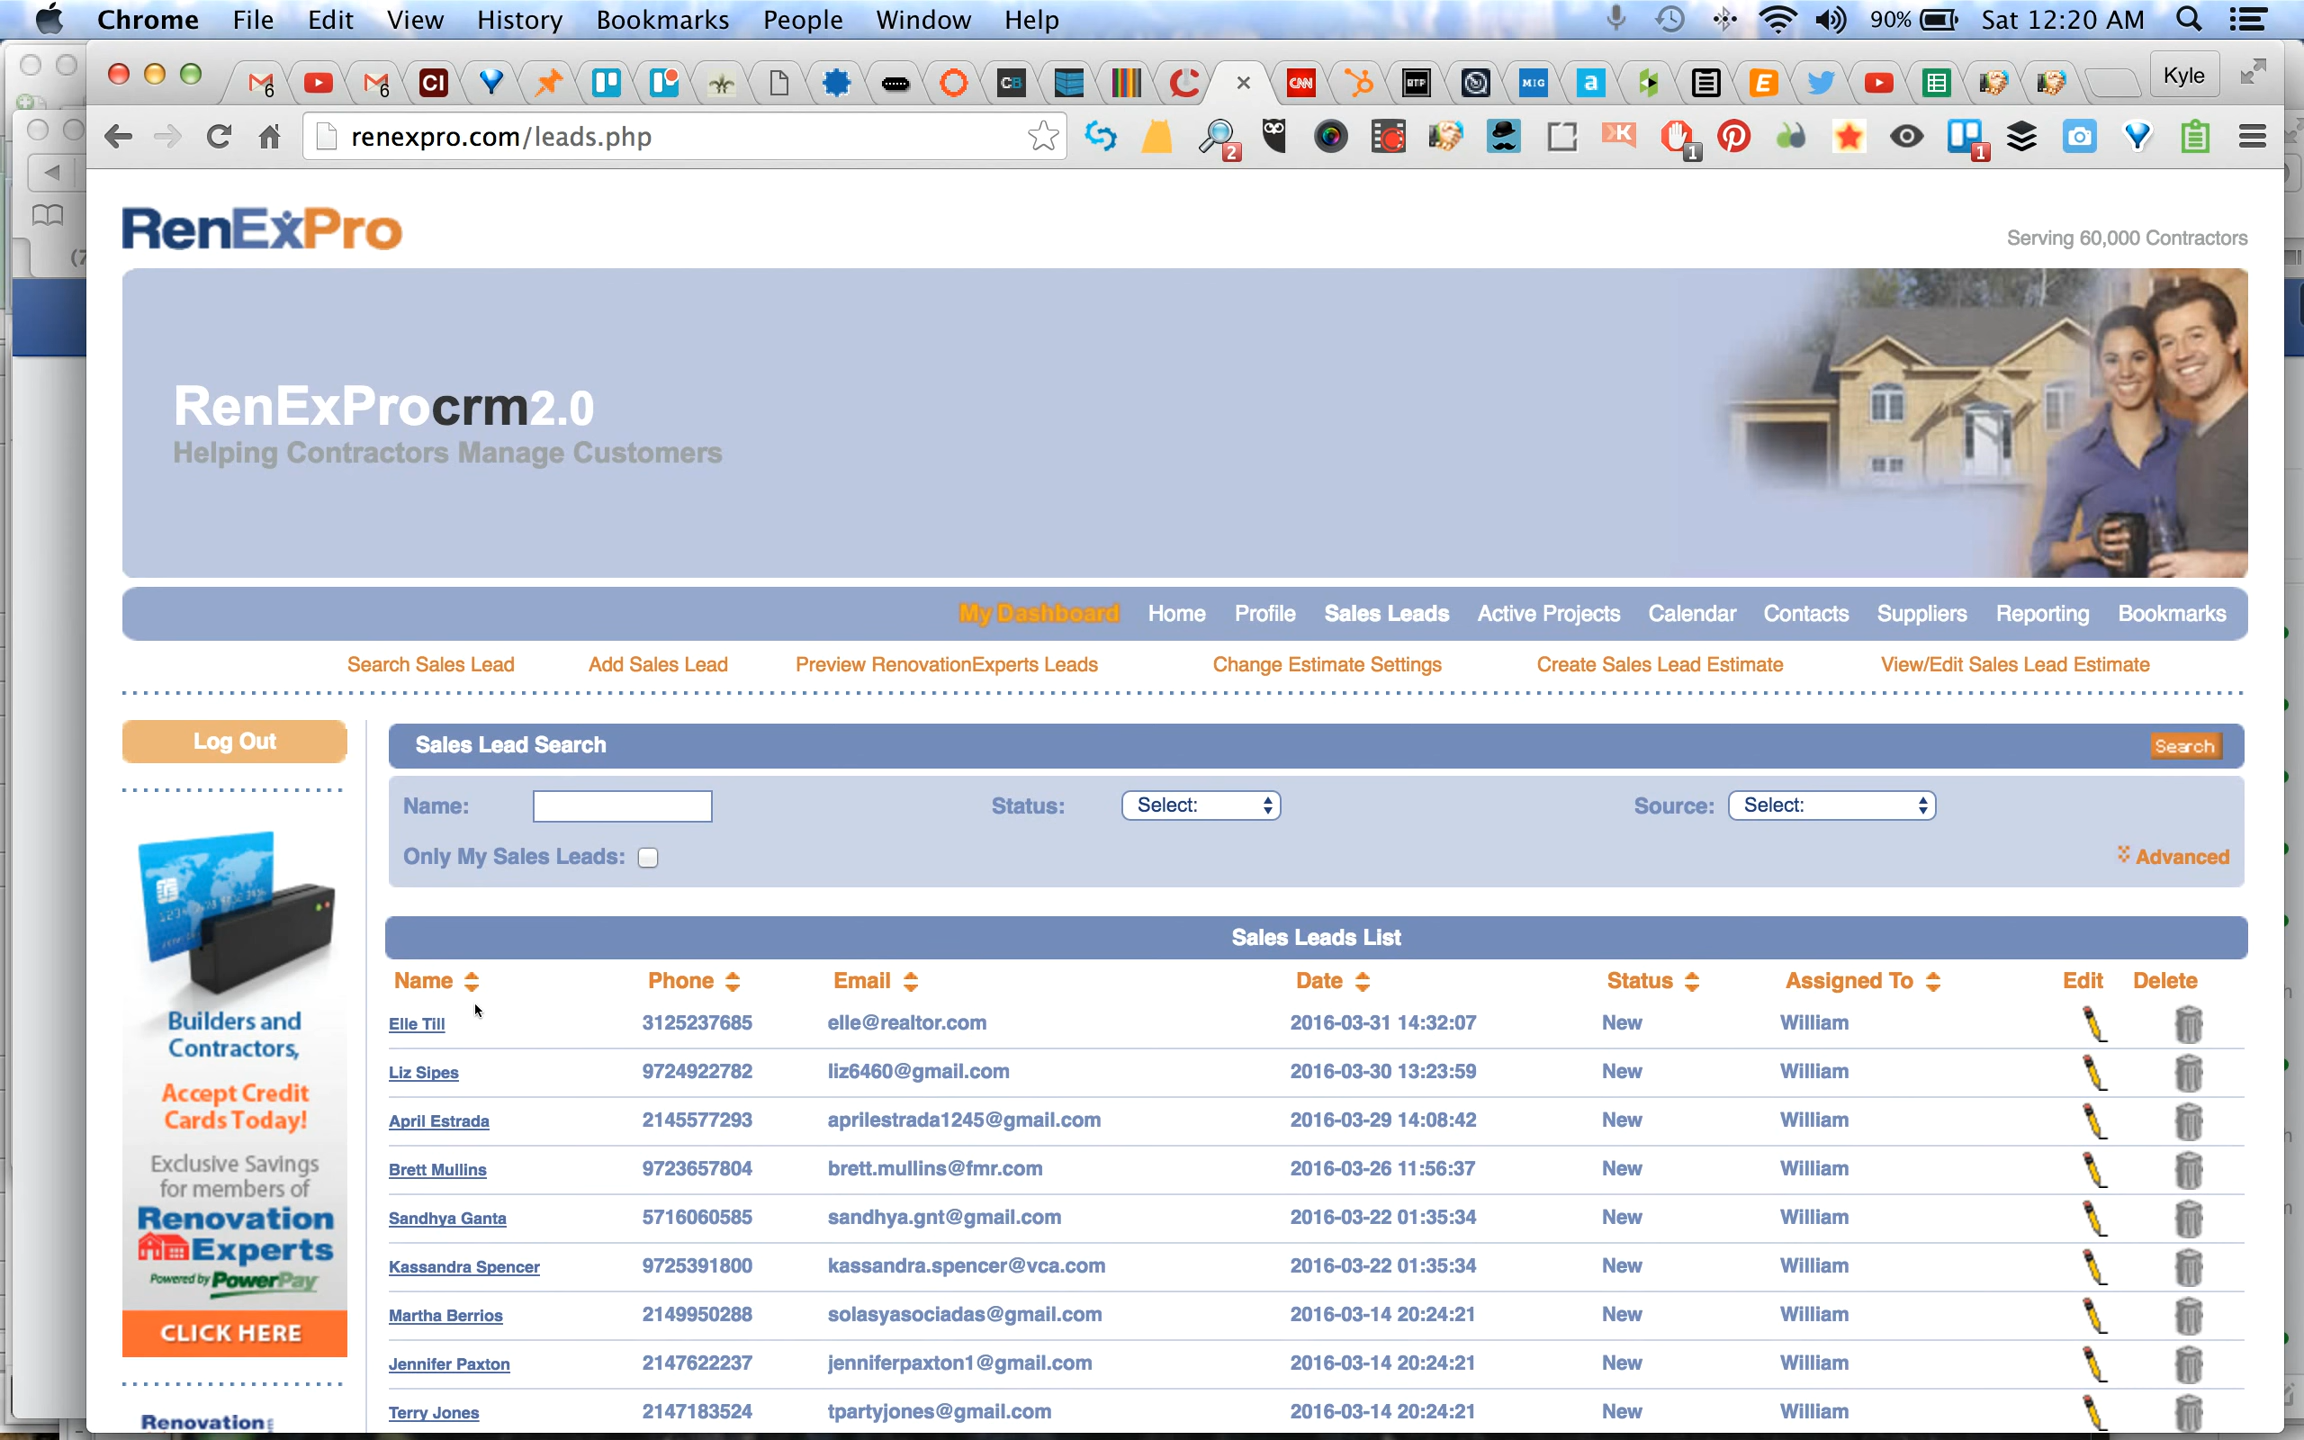 Chrome File Edit View History Bookmarks People Window Help 90% Sat 12:20 AM
6 6 CI CB CNN RTP MIG a E Kyle
renexpro.com/leads.php 2 K 1 1
RenExPro
Serving 60,000 Contractors
RenExProcrm2.0
Helping Contractors Manage Customers
My Dashboard Home Profile Sales Leads Active Projects Calendar Contacts Suppliers Reporting Bookmarks
Search Sales Lead Add Sales Lead Preview RenovationExperts Leads Change Estimate Settings Create Sales Lead Estimate View/Edit Sales Lead Estimate
Log Out
Sales Lead Search Search
Name: Status: Select: Source: Select:
Only My Sales Leads: Advanced
Builders and
Contractors,
Accept Credit
Cards Today!
Exclusive Savings
for members of
Renovation
Experts
Powered by PowerPay
CLICK HERE
Renovation
Sales Leads List
Name Phone Email Date Status Assigned To Edit Delete
Elle Till 3125237685 elle@realtor.com 2016-03-31 14:32:07 New William
Liz Sipes 9724922782 liz6460@gmail.com 2016-03-30 13:23:59 New William
April Estrada 2145577293 aprilestrada1245@gmail.com 2016-03-29 14:08:42 New William
Brett Mullins 9723657804 brett.mullins@fmr.com 2016-03-26 11:56:37 New William
Sandhya Ganta 5716060585 sandhya.gnt@gmail.com 2016-03-22 01:35:34 New William
Kassandra Spencer 9725391800 kassandra.spencer@vca.com 2016-03-22 01:35:34 New William
Martha Berrios 2149950288 solasyasociadas@gmail.com 2016-03-14 20:24:21 New William
Jennifer Paxton 2147622237 jenniferpaxton1@gmail.com 2016-03-14 20:24:21 New William
Terry Jones 2147183524 tpartyjones@gmail.com 2016-03-14 20:24:21 New William